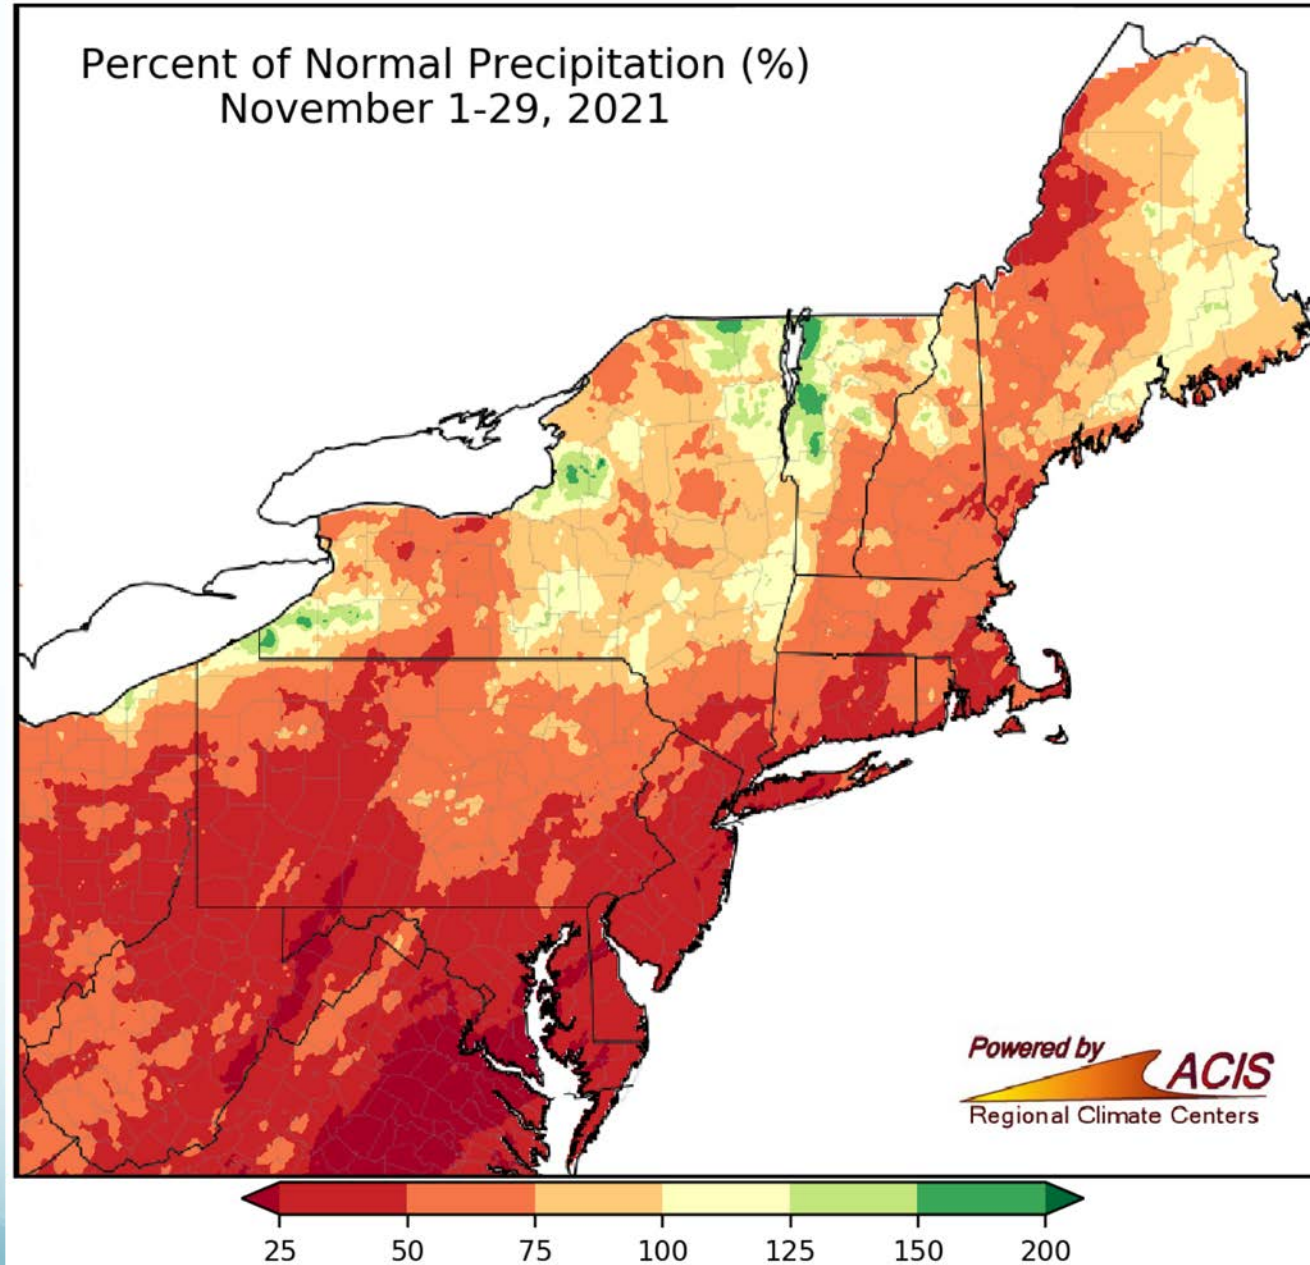 Percent of Normal Precipitation (%)
November 1-29, 2021
Powered by
ACIS
Regional Climate Centers
25 50 75 100 125 150 200